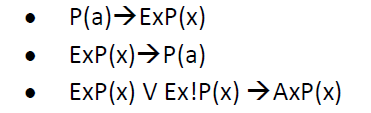 • P(a)→ExP(x)
• ExP(x)→P(a)
• ExP(x) V Ex!P(x) →AxP(x)